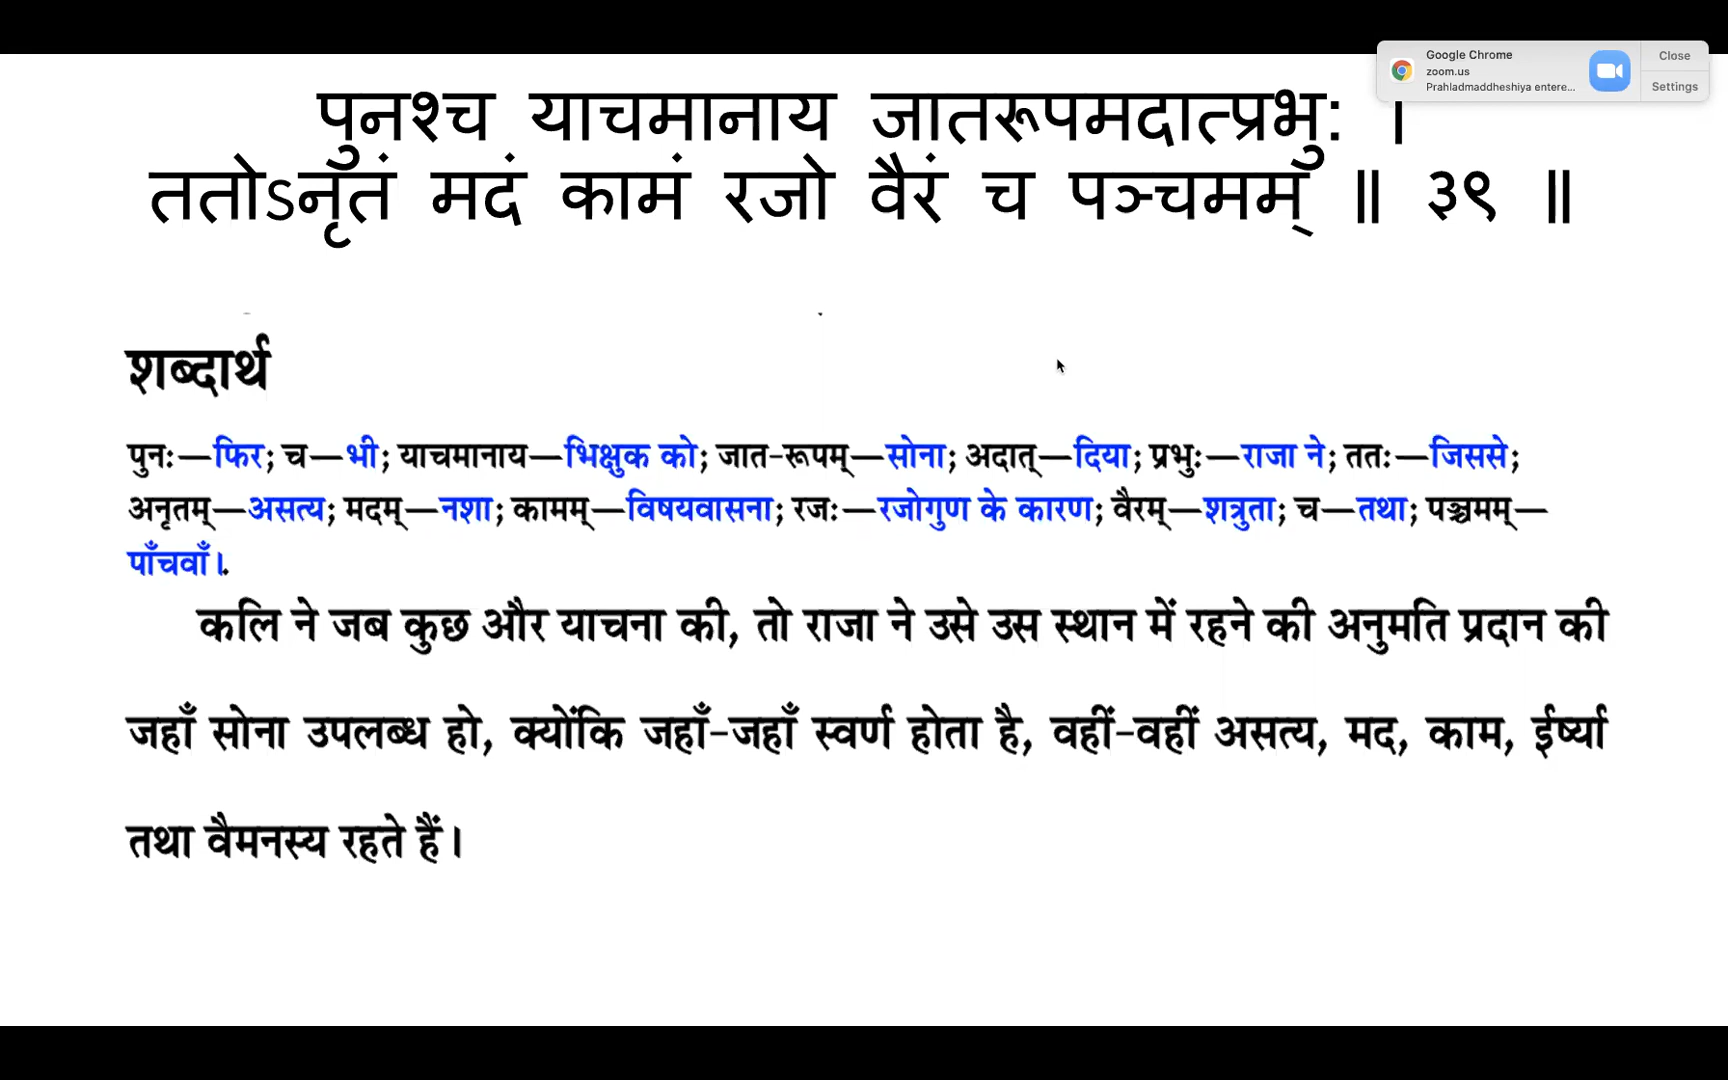 Google Chrome
zoom.us
Prahladmaddheshiya entere...
Close
Settings
पुनश्च याचमानाय जातरूपमदात्प्रभु: ।
ततोऽनृतं मदं कामं रजो वैरं च पञ्चमम् ॥ ३९ ॥
शब्दार्थ
पुनः—फिर; च—भी; याचमानाय—भिक्षुक को; जात-रूपम्—सोना; अदात्—दिया; प्रभुः—राजा ने; ततः—जिससे;
अनृतम्—असत्य; मदम्—नशा; कामम्—विषयवासना; रजः—रजोगुण के कारण; वैरम्—शत्रुता; च—तथा; पञ्चमम्—
पाँचवाँ।.
कलि ने जब कुछ और याचना की, तो राजा ने उसे उस स्थान में रहने की अनुमति प्रदान की
जहाँ सोना उपलब्ध हो, क्योंकि जहाँ-जहाँ स्वर्ण होता है, वहीं-वहीं असत्य, मद, काम, ईर्ष्या
तथा वैमनस्य रहते हैं।